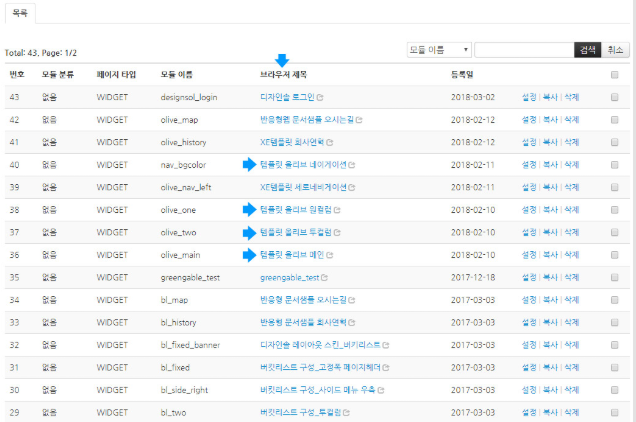 목록
Total: 43, Page: 1/2 모듈 이름 검색 취소
번호 모듈 분류 페이지 타입 모듈 이름 브라우저 제목 등록일
43 없음 WIDGET designsol_login 디자인솔 로그인 2018-03-02 설정 | 복사 | 삭제
42 없음 WIDGET olive_map 반응형웹 문서샘플 오시는길 2018-02-12 설정 | 복사 | 삭제
41 없음 WIDGET olive_history XE템플릿 회사연혁 2018-02-12 설정 | 복사 | 삭제
40 없음 WIDGET nav_bgcolor 템플릿 올리브 네이게이션 2018-02-11 설정 | 복사 | 삭제
39 없음 WIDGET olive_nav_left XE템플릿 세로네비게이션 2018-02-11 설정 | 복사 | 삭제
38 없음 WIDGET olive_one 템플릿 올리브 원컬럼 2018-02-10 설정 | 복사 | 삭제
37 없음 WIDGET olive_two 템플릿 올리브 투컬럼 2018-02-10 설정 | 복사 | 삭제
36 없음 WIDGET olive_main 템플릿 올리브 메인 2018-02-10 설정 | 복사 | 삭제
35 없음 WIDGET greengable_test greengable_test 2017-12-18 설정 | 복사 | 삭제
34 없음 WIDGET bl_map 반응형 문서샘플 오시는길 2017-03-03 설정 | 복사 | 삭제
33 없음 WIDGET bl_history 반응형 문서샘플 회사연혁 2017-03-03 설정 | 복사 | 삭제
32 없음 WIDGET bl_fixed_banner 디자인솔 레이아웃 스킨_버키리스트 2017-03-03 설정 | 복사 | 삭제
31 없음 WIDGET bl_fixed 버킷리스트 구성_고정폭 페이지헤더 2017-03-03 설정 | 복사 | 삭제
30 없음 WIDGET bl_side_right 버킷리스트 구성_사이드 메뉴 우측 2017-03-03 설정 | 복사 | 삭제
29 없음 WIDGET bl_two 버킷리스트 구성_투컬럼 2017-03-03 설정 | 복사 | 삭제